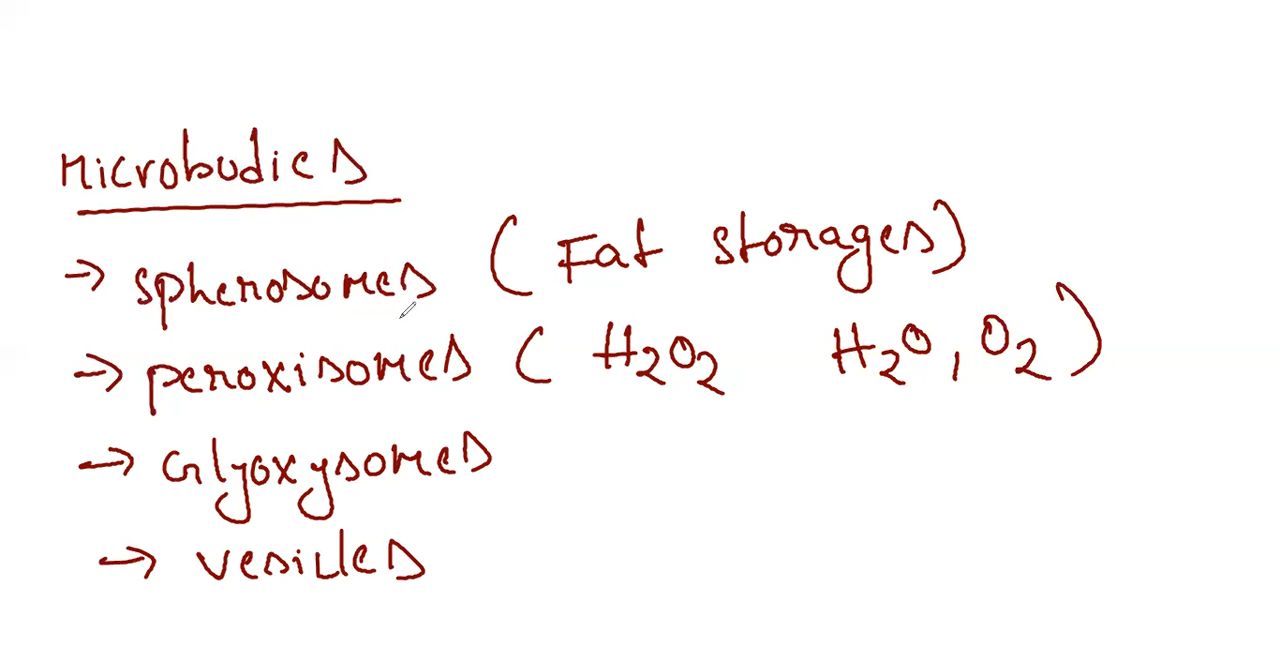 Microbodies
→ spherosomes (Fat storages)
→ peroxisomes (H₂O₂ H₂O, O₂)
→ Glyoxysomes
→ vesicles